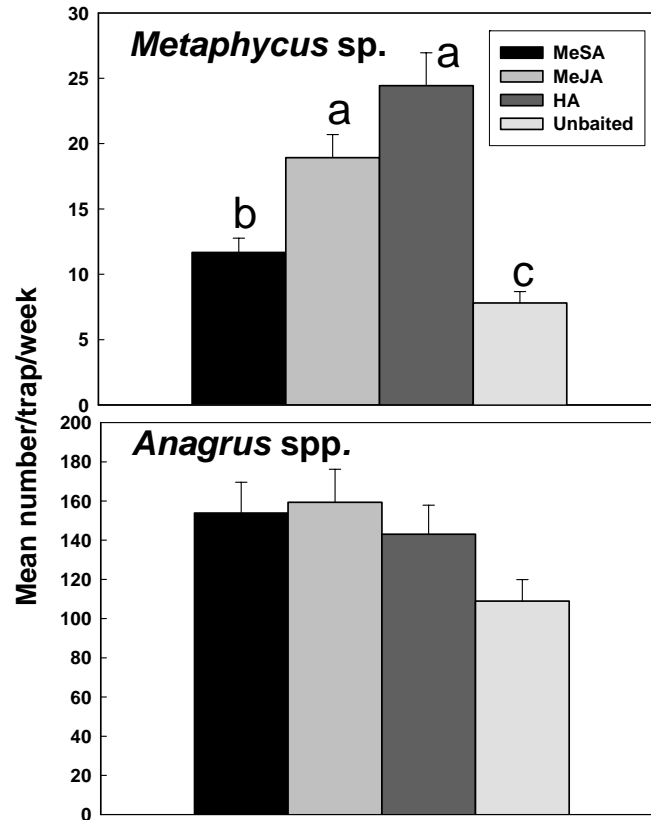 Metaphycus sp.
MeSA
MeJA
HA
Unbaited
30
25
20
15
10
5
0
b
a
a
c
Mean number/trap/week
Anagrus spp.
200
180
160
140
120
100
80
60
40
20
0